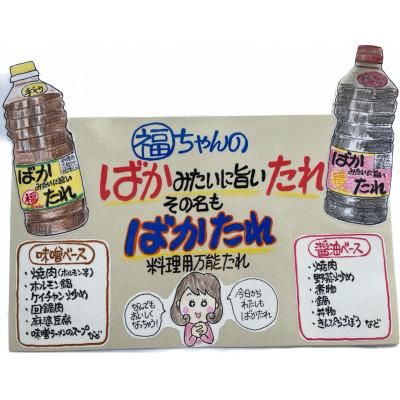 福ちゃんの
ばかみたいに旨いたれ
その名も
ばかたれ
料理用万能たれ
ばか
みたいに旨い
たれ
福
ばか
みたいに旨い
たれ
味噌ベース
・焼肉(ホルモン等)
・ホルモン鍋
・ケイチャン炒め
・回鍋肉
・麻婆豆腐
・味噌ラーメンのスープ
など
なんでも
おいしく
なっちゃう!
今日から
わたしも
ばかたれ
醤油ベース
・焼肉
・野菜炒め
・煮物
・鍋
・丼物
・きんぴらごぼう など